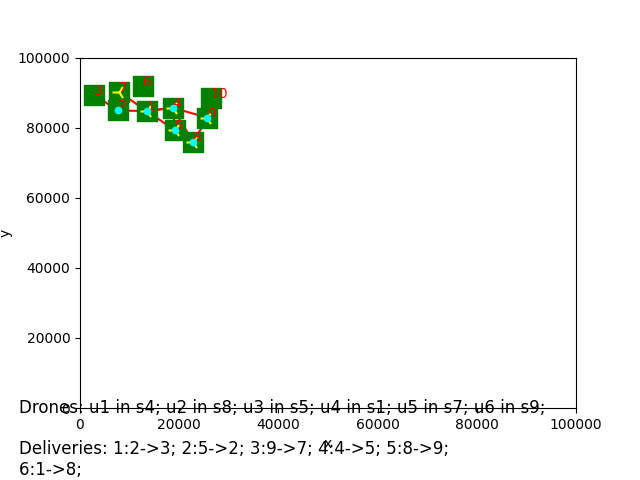 100000
80000
60000
40000
20000
0
0 20000 40000 60000 80000 100000
x
y
Drones: u1 in s4; u2 in s8; u3 in s5; u4 in s1; u5 in s7; u6 in s9;
Deliveries: 1:2->3; 2:5->2; 3:9->7; 4:4->5; 5:8->9;
6:1->8;